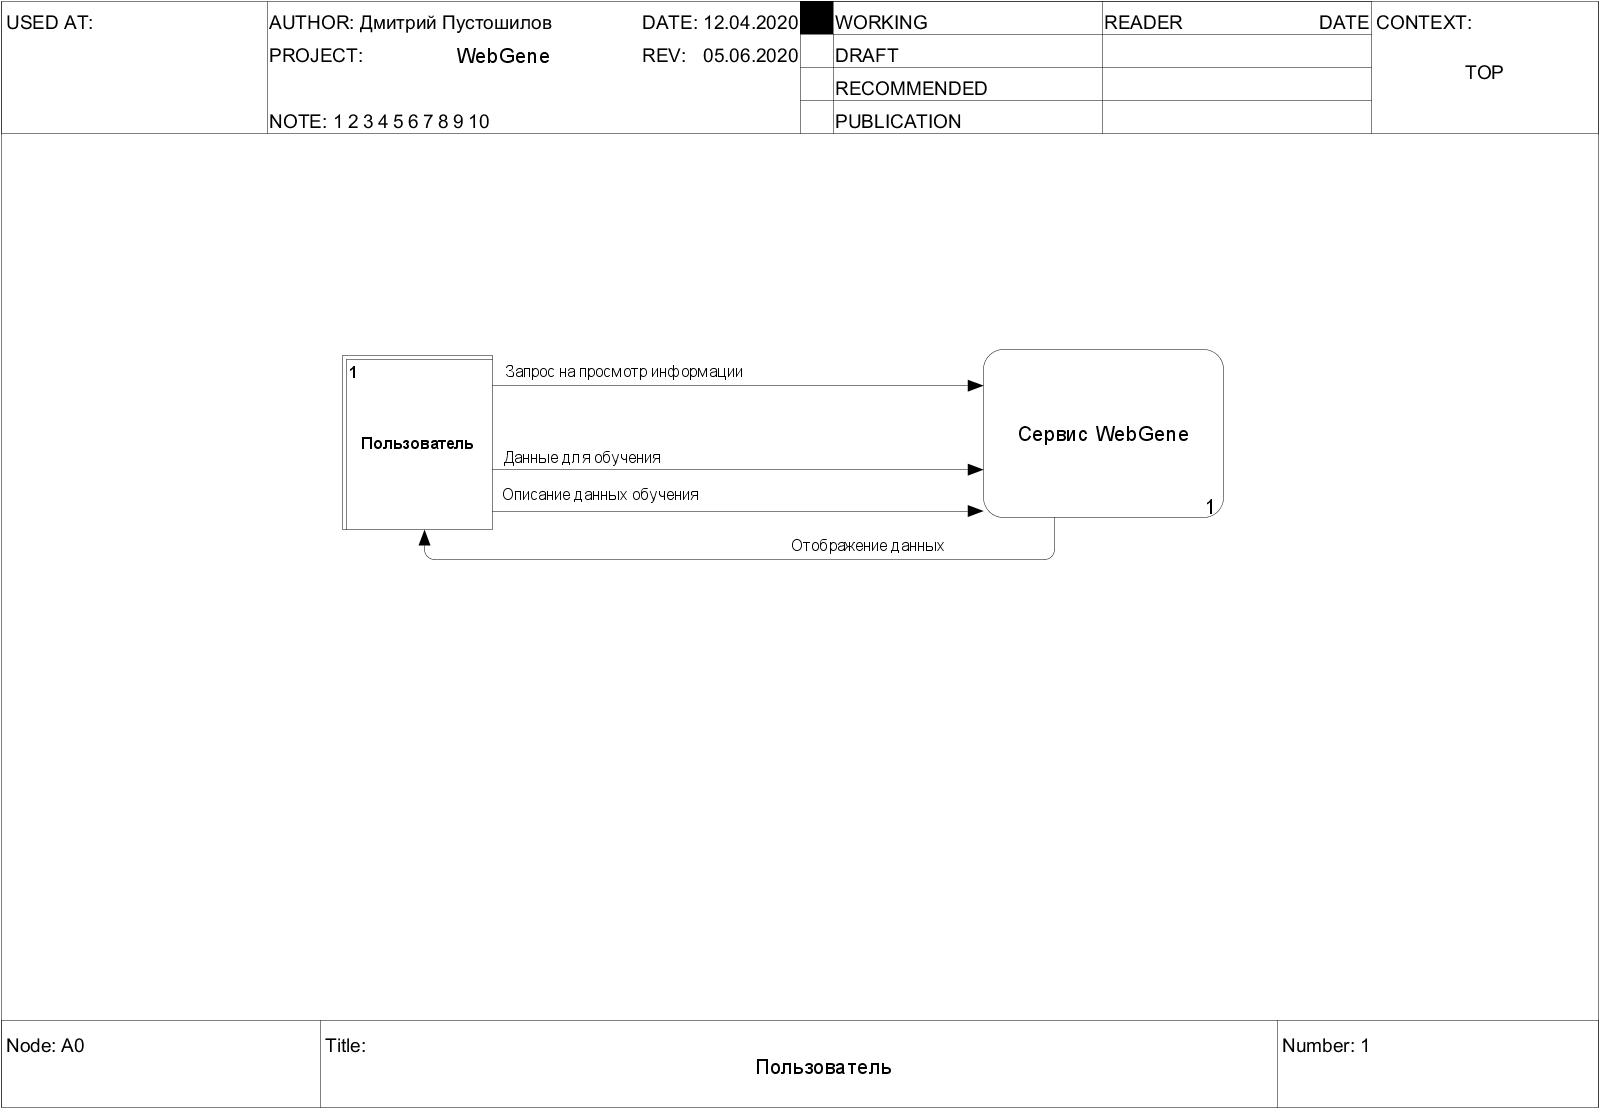 USED AT:
AUTHOR: Дмитрий Пустошилов
DATE: 12.04.2020
PROJECT: WebGene
REV: 05.06.2020
NOTE: 1 2 3 4 5 6 7 8 9 10
WORKING
DRAFT
RECOMMENDED
PUBLICATION
READER DATE
CONTEXT:
TOP
1
Пользователь
Запрос на просмотр информации
Данные для обучения
Описание данных обучения
Отображение данных
Сервис WebGene
1
Node: A0
Title:
Пользователь
Number: 1